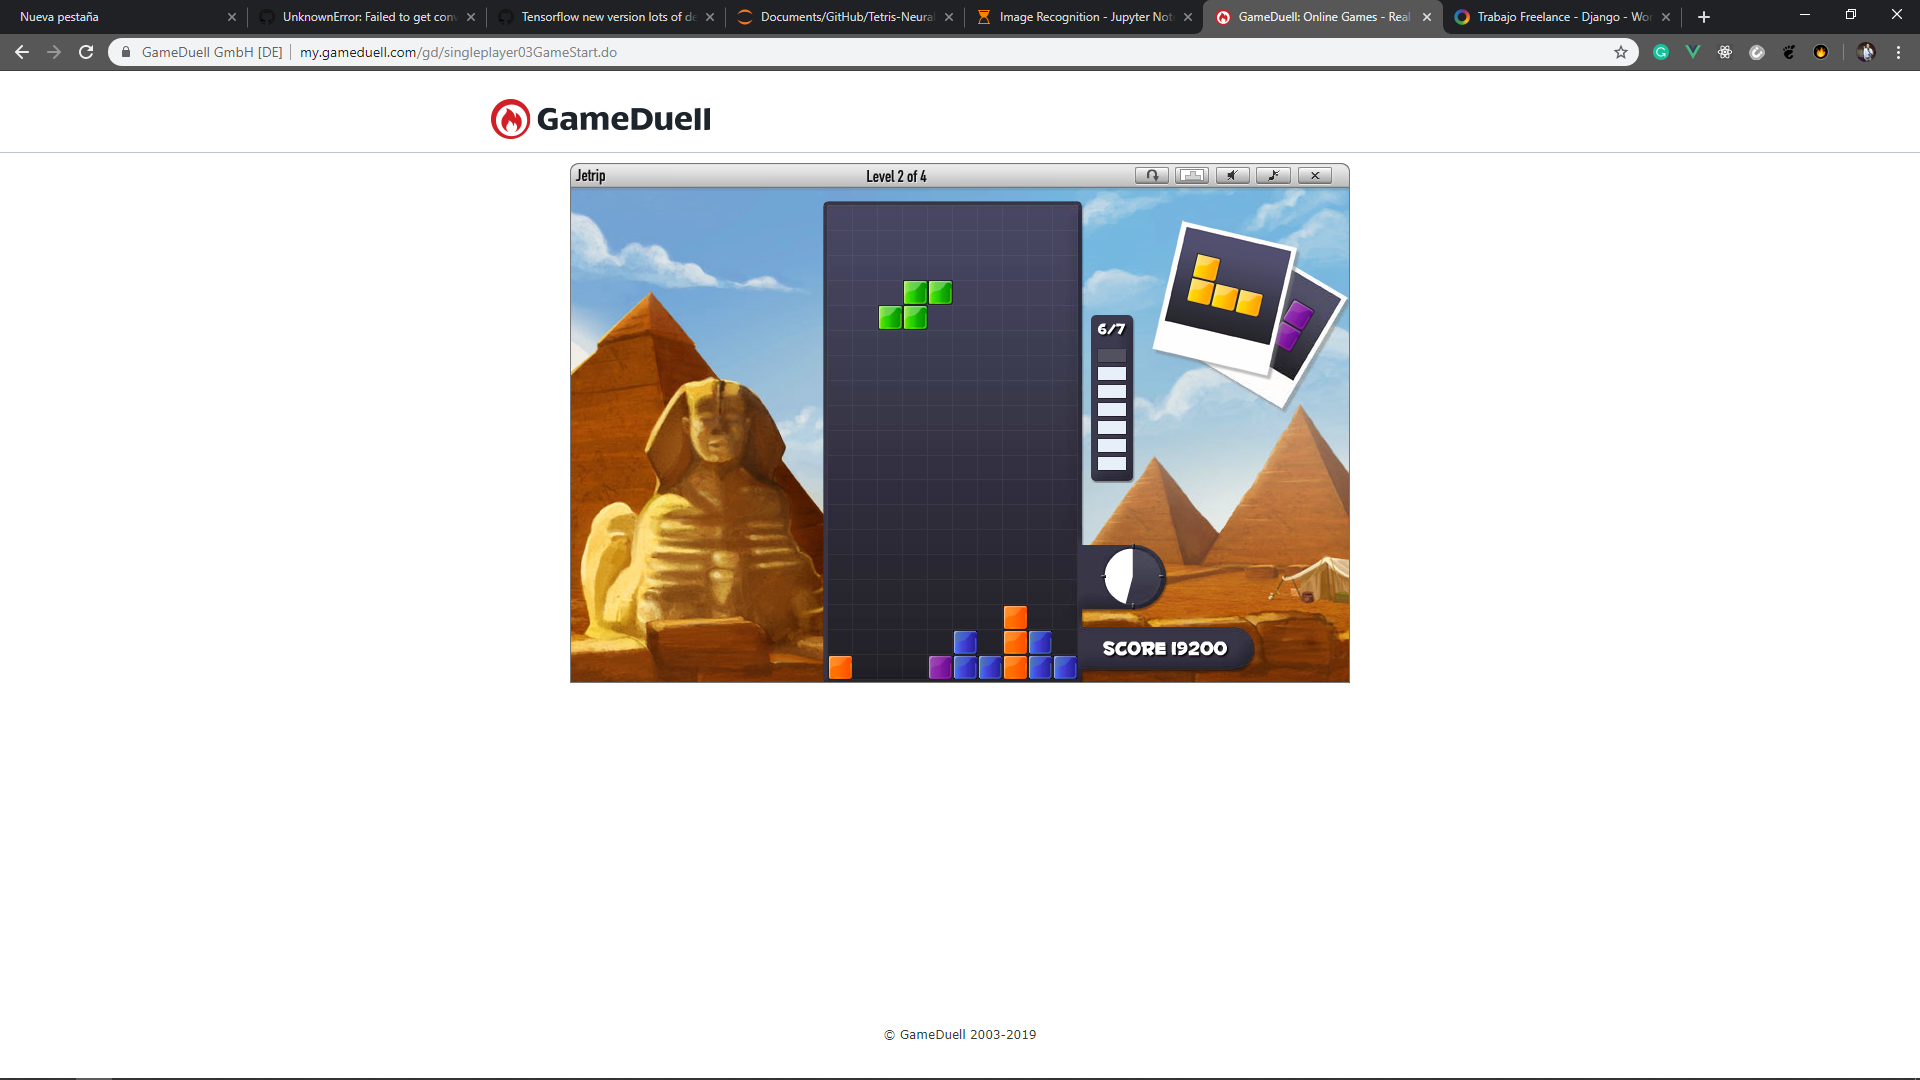 Nueva pestaña
UnknownError: Failed to get con
Tensorflow new version lots of de
Documents/GitHub/Tetris-Neural
Image Recognition - Jupyter Not
GameDuell: Online Games - Real
Trabajo Freelance - Django - Wor
GameDuell GmbH [DE]
my.gameduell.com/gd/singleplayer03GameStart.do
GameDuell
Jetrip
Level 2 of 4
6/7
SCORE 19200
© GameDuell 2003-2019